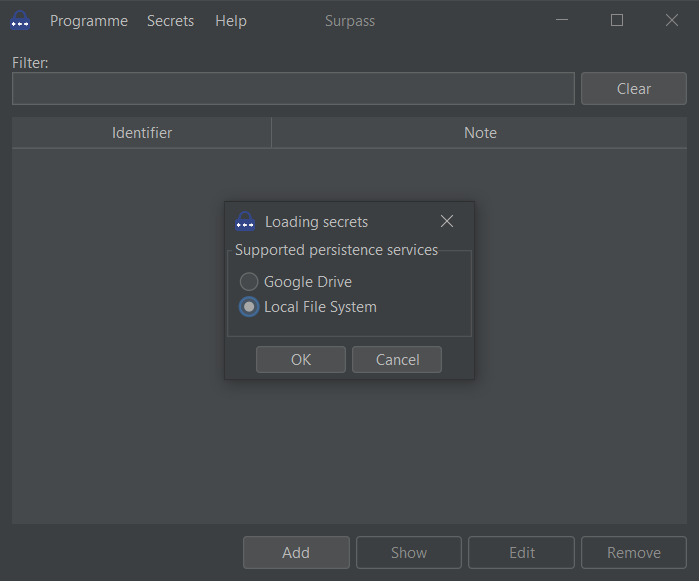 Programme Secrets Help Surpass
Filter:
Clear
Identifier Note
Loading secrets
Supported persistence services
Google Drive
Local File System
OK Cancel
Add Show Edit Remove